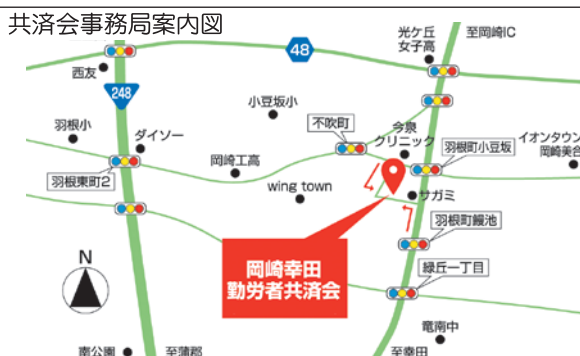 共済会事務局案内図
光ケ丘
女子高
至岡崎IC
48
西友
248
小豆坂小
不吹町
今泉
クリニック
羽根町小豆坂
イオンタウン
岡崎美合
羽根小
ダイソー
岡崎工高
羽根東町2
wing town
サガミ
羽根町鰻池
岡崎幸田
勤労者共済会
緑丘一丁目
N
竜南中
南公園
至蒲郡
至幸田